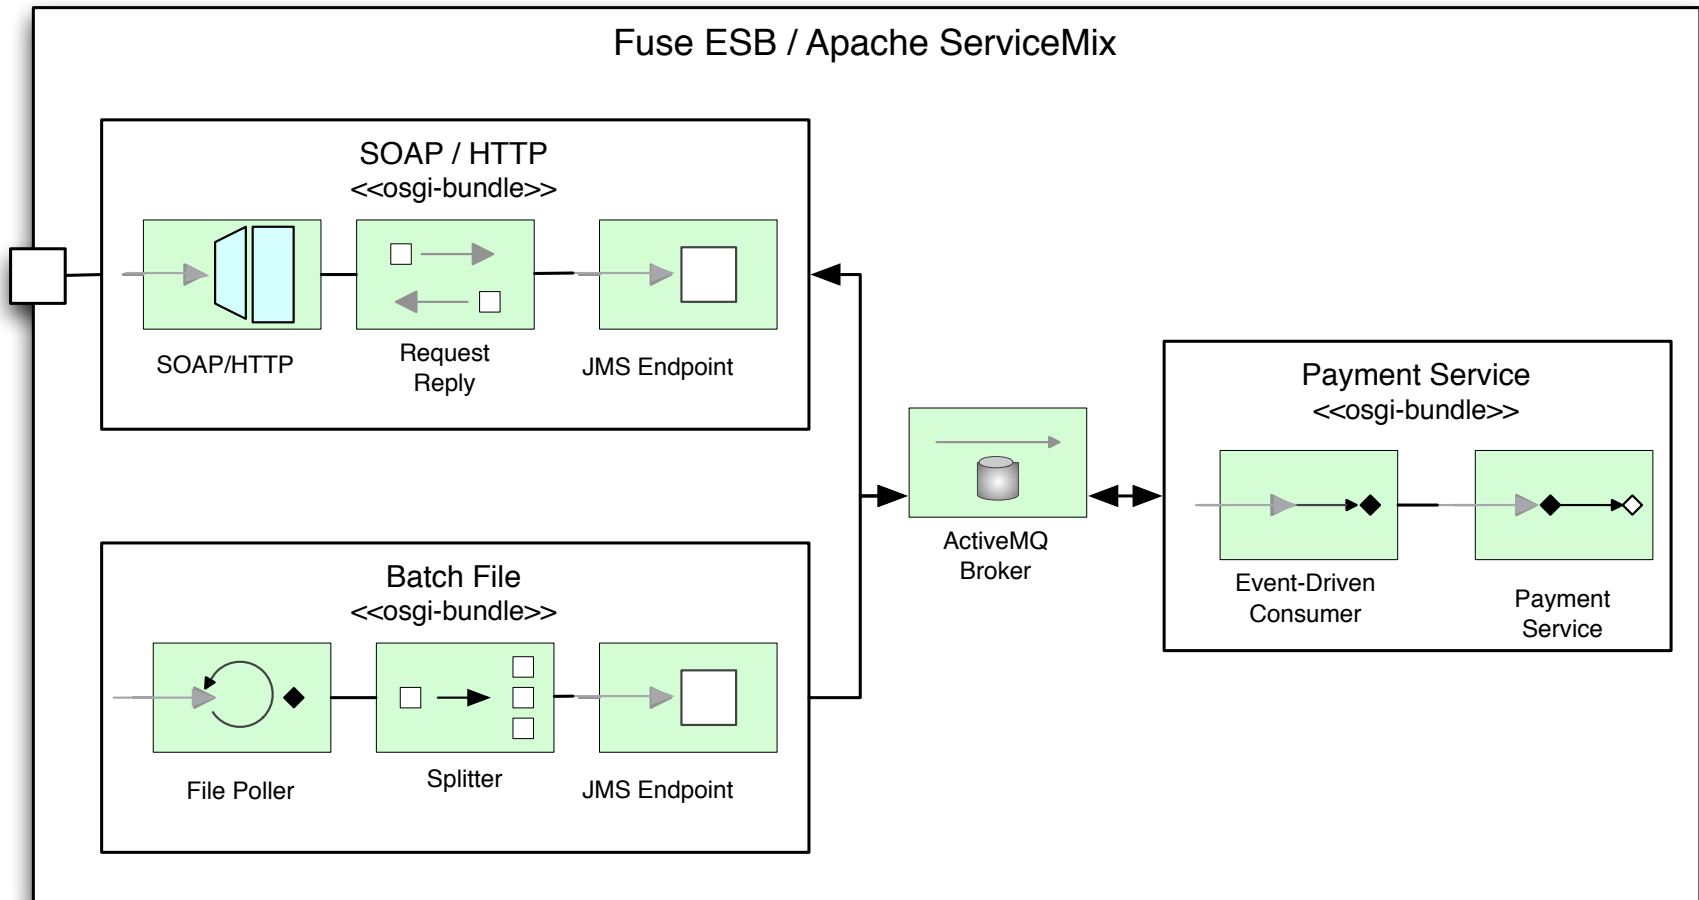 Fuse ESB / Apache ServiceMix
SOAP / HTTP
<<osgi-bundle>>
SOAP/HTTP
Request
Reply
JMS Endpoint
Batch File
<<osgi-bundle>>
File Poller
Splitter
JMS Endpoint
ActiveMQ
Broker
Payment Service
<<osgi-bundle>>
Event-Driven
Consumer
Payment
Service